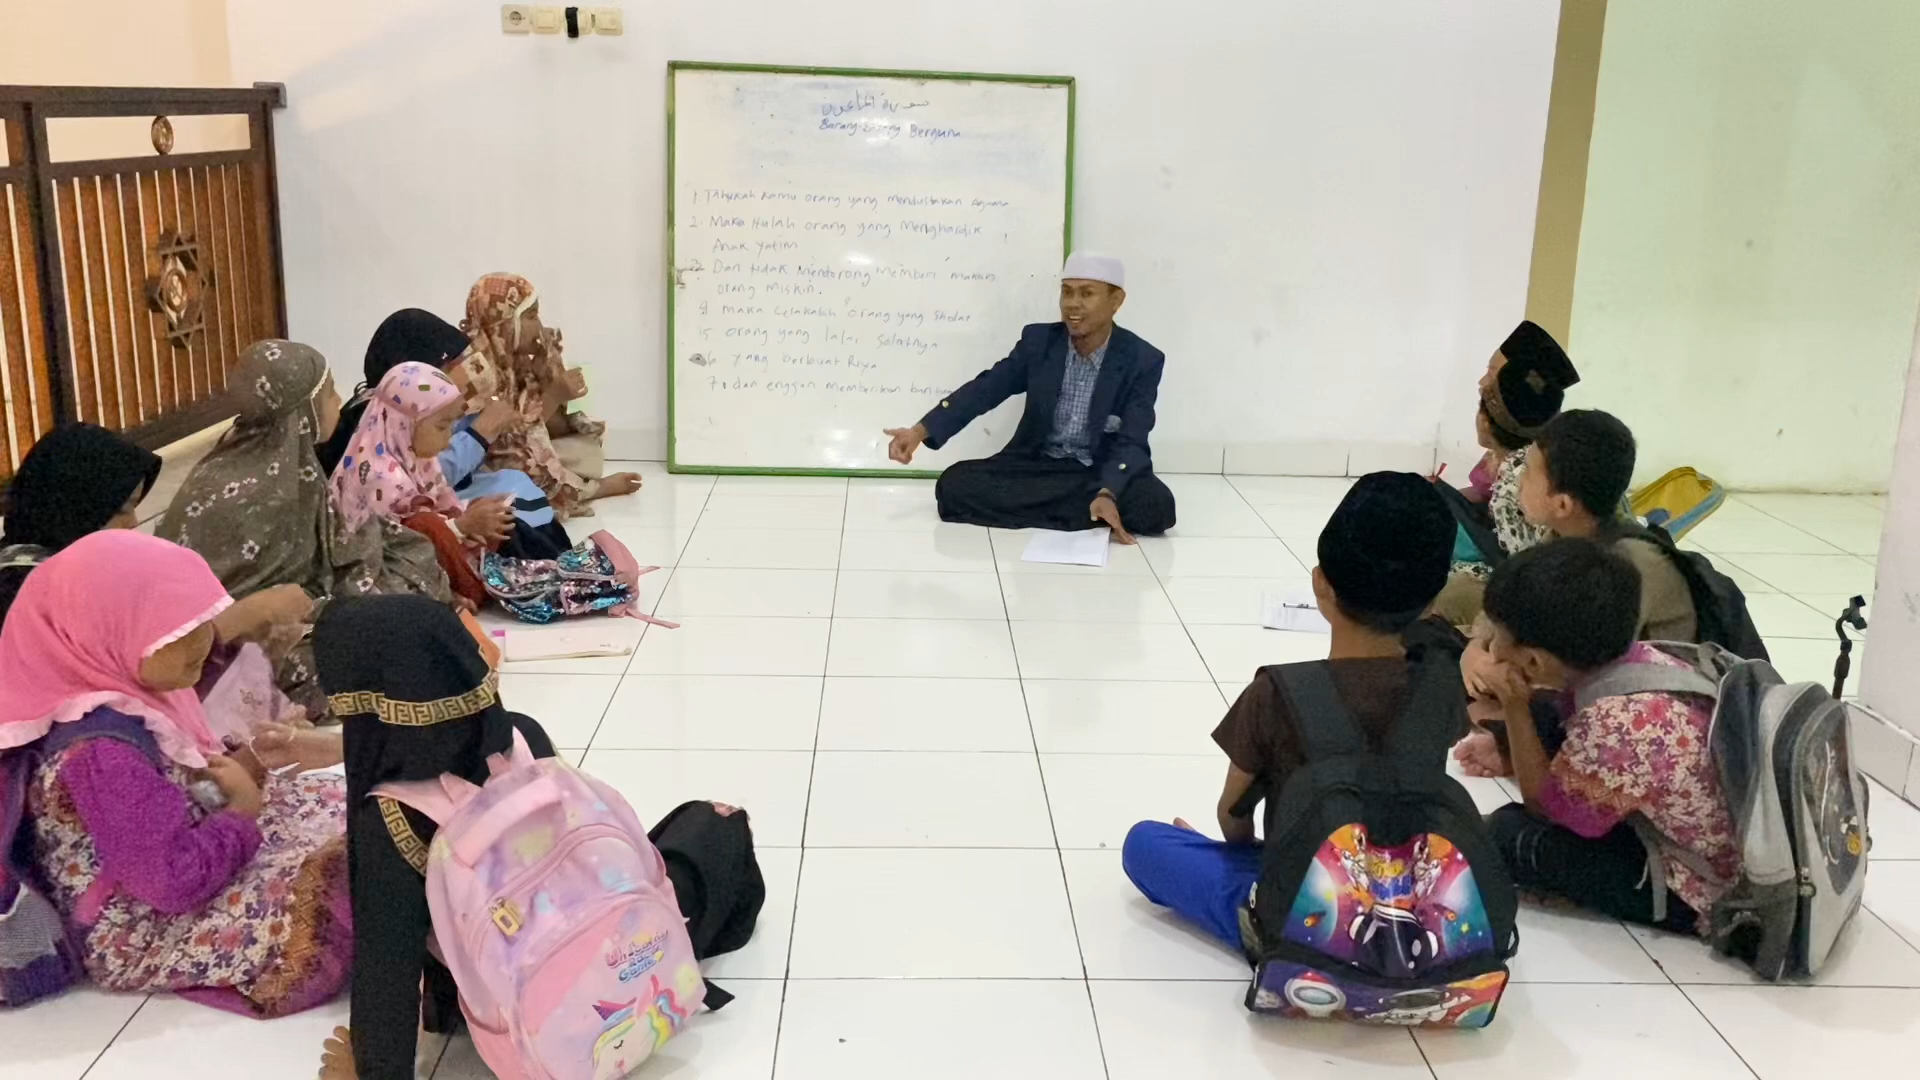 سورة الماعون
Barang-Barang Berguna
1. Tahukah kamu orang yang mendustakan Agama
2. Maka Itulah orang yang Menghardik
Anak yatim
3. Dan tidak Mendorong Memberi makan
orang Miskin.
4 Maka celakalah orang yang Sholat
5 orang yang lalai Solatnya
6 yang berbuat Riya
7. dan enggan memberikan
Unicorn